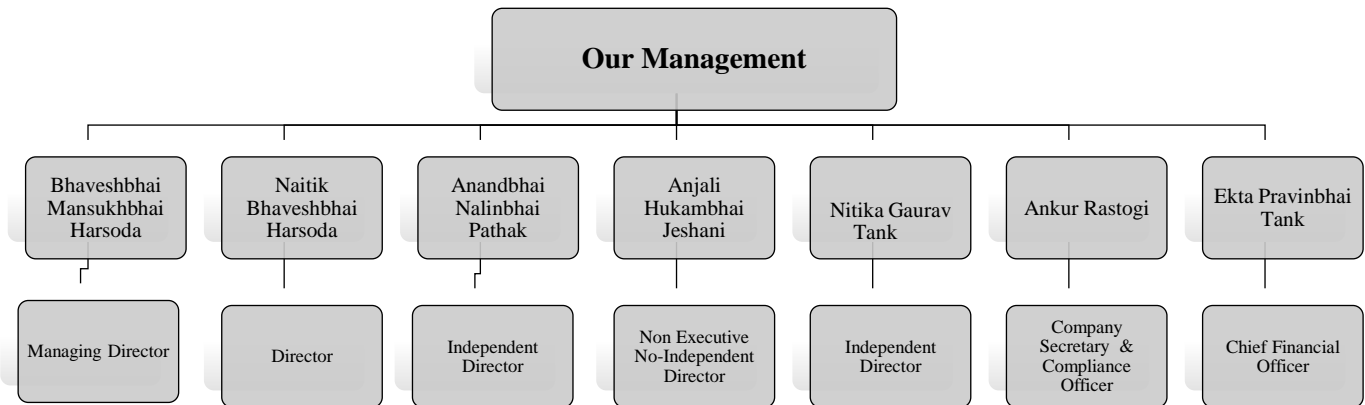 Our Management
Bhaveshbhai
Mansukhbhai
Harsoda
Naitik
Bhaveshbhai
Harsoda
Anandbhai
Nalinbhai
Pathak
Anjali
Hukambhai
Jeshani
Nitika Gaurav
Tank
Ankur Rastogi
Ekta Pravinbhai
Tank
Managing Director
Director
Independent
Director
Non Executive
No-Independent
Director
Independent
Director
Company
Secretary &
Compliance
Officer
Chief Financial
Officer